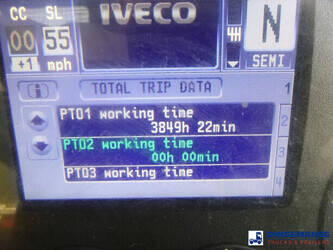 CC SL IVECO
00 55 4H N
+1 mph SEMI
TOTAL TRIP DATA 1
PTO1 working time 2
3849h 22min
PTO2 working time
00h 00min 3
PTO3 working time 4